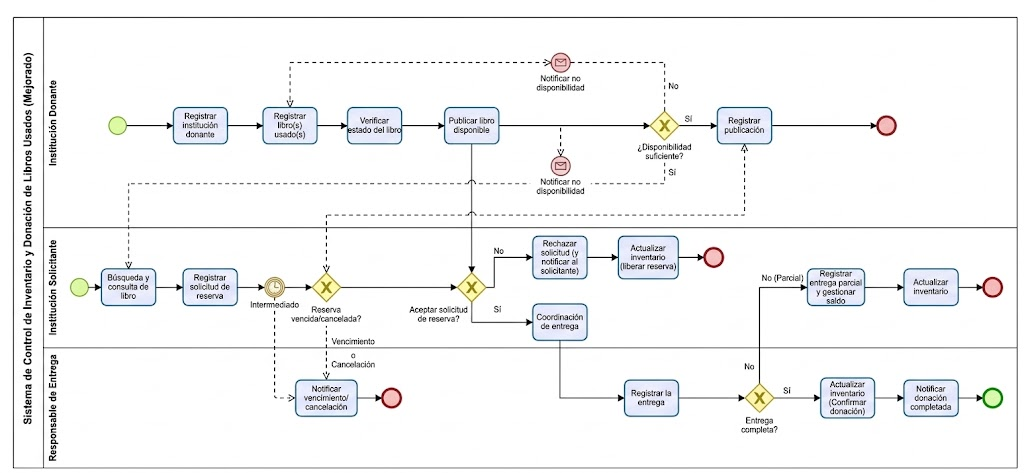 Sistema de Control de Inventario y Donación de Libros Usados (Mejorado)
Institución Donante
Registrar
institución
donante
Registrar
libro(s)
usado(s)
Verificar
estado del libro
Publicar libro
disponible
Notificar no
disponibilidad
Notificar no
disponibilidad
No
Sí
¿Disponibilidad
suficiente?
Sí
Registrar
publicación
Institución Solicitante
Búsqueda y
consulta de
libro
Registrar
solicitud de
reserva
Intermediado
Reserva
vencida/cancelada?
Vencimiento
o
Cancelación
Aceptar solicitud
de reserva?
No
Sí
Rechazar
solicitud (y
notificar al
solicitante)
Actualizar
inventario
(liberar reserva)
Coordinación
de entrega
No (Parcial)
Registrar
entrega parcial
y gestionar
saldo
Actualizar
inventario
Responsable de Entrega
Notificar
vencimiento/
cancelación
Registrar la
entrega
No
Sí
Entrega
completa?
Actualizar
inventario
(Confirmar
donación)
Notificar
donación
completada